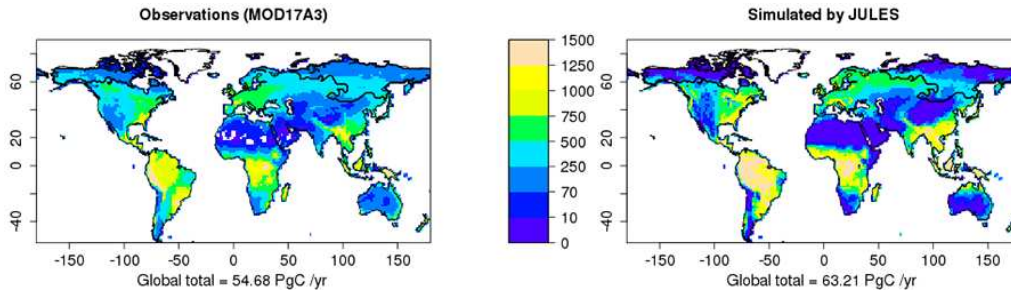 Observations (MOD17A3)
Simulated by JULES
60
20
0
-40
-150 -100 -50 0 50 100 150
Global total = 54.68 PgC /yr
1500
1250
1000
750
500
250
70
10
0
60
20
0
-40
-150 -100 -50 0 50 100 150
Global total = 63.21 PgC /yr